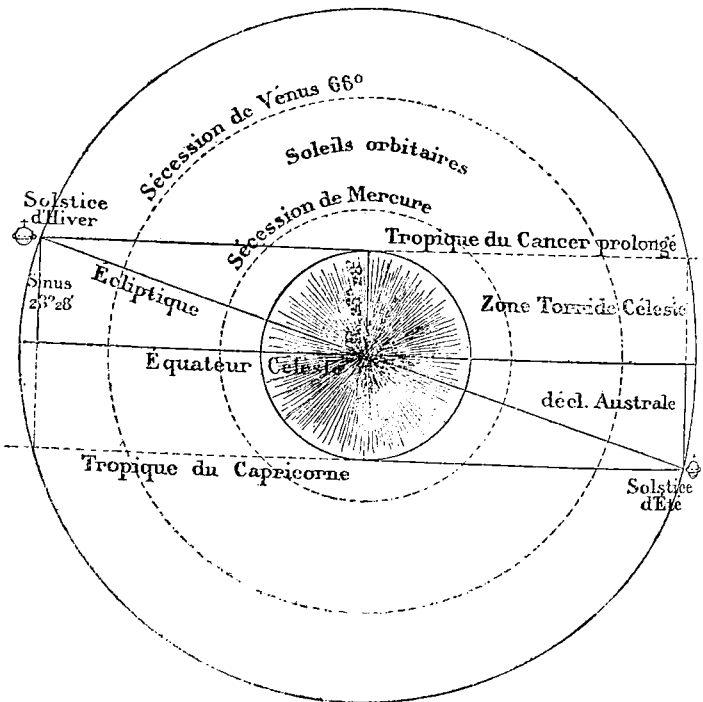 Sécession de Vénus 66°
Soleils orbitaires
Sécession de Mercure
Solstice
d'Hiver
Tropique du Cancer prolongé
Écliptique
Sinus
23°28'
Zone Torride Céleste
Équateur Céleste
décl. Australe
Tropique du Capricorne
Solstice
d'Été